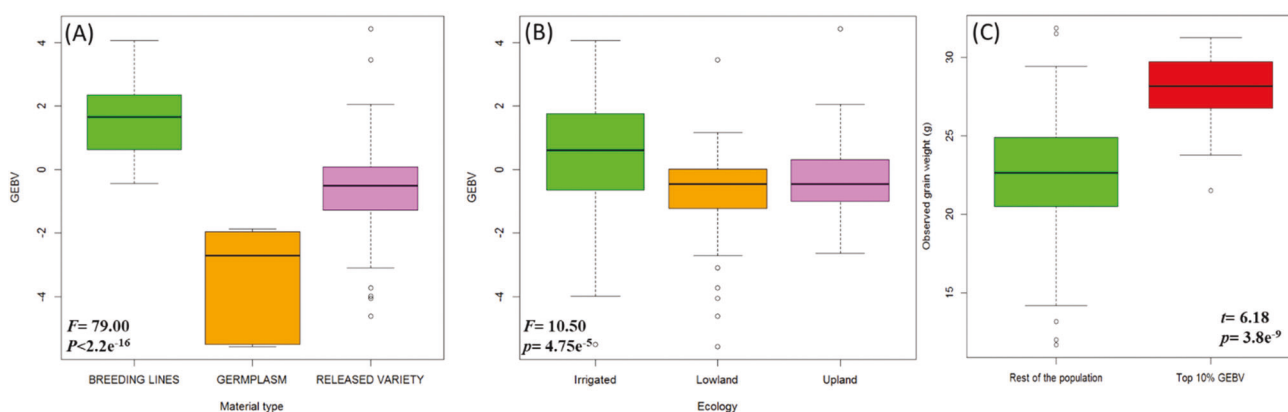 (A)
4
2
0
-2
-4
GEBV
F= 79.00
P<2.2e-16
BREEDING LINES GERMPLASM RELEASED VARIETY
Material type
(B)
4
2
0
-2
-4
GEBV
F= 10.50
p= 4.75e-5
Irrigated Lowland Upland
Ecology
(C)
30
25
20
15
Observed grain weight (g)
t= 6.18
p= 3.8e-9
Rest of the population Top 10% GEBV